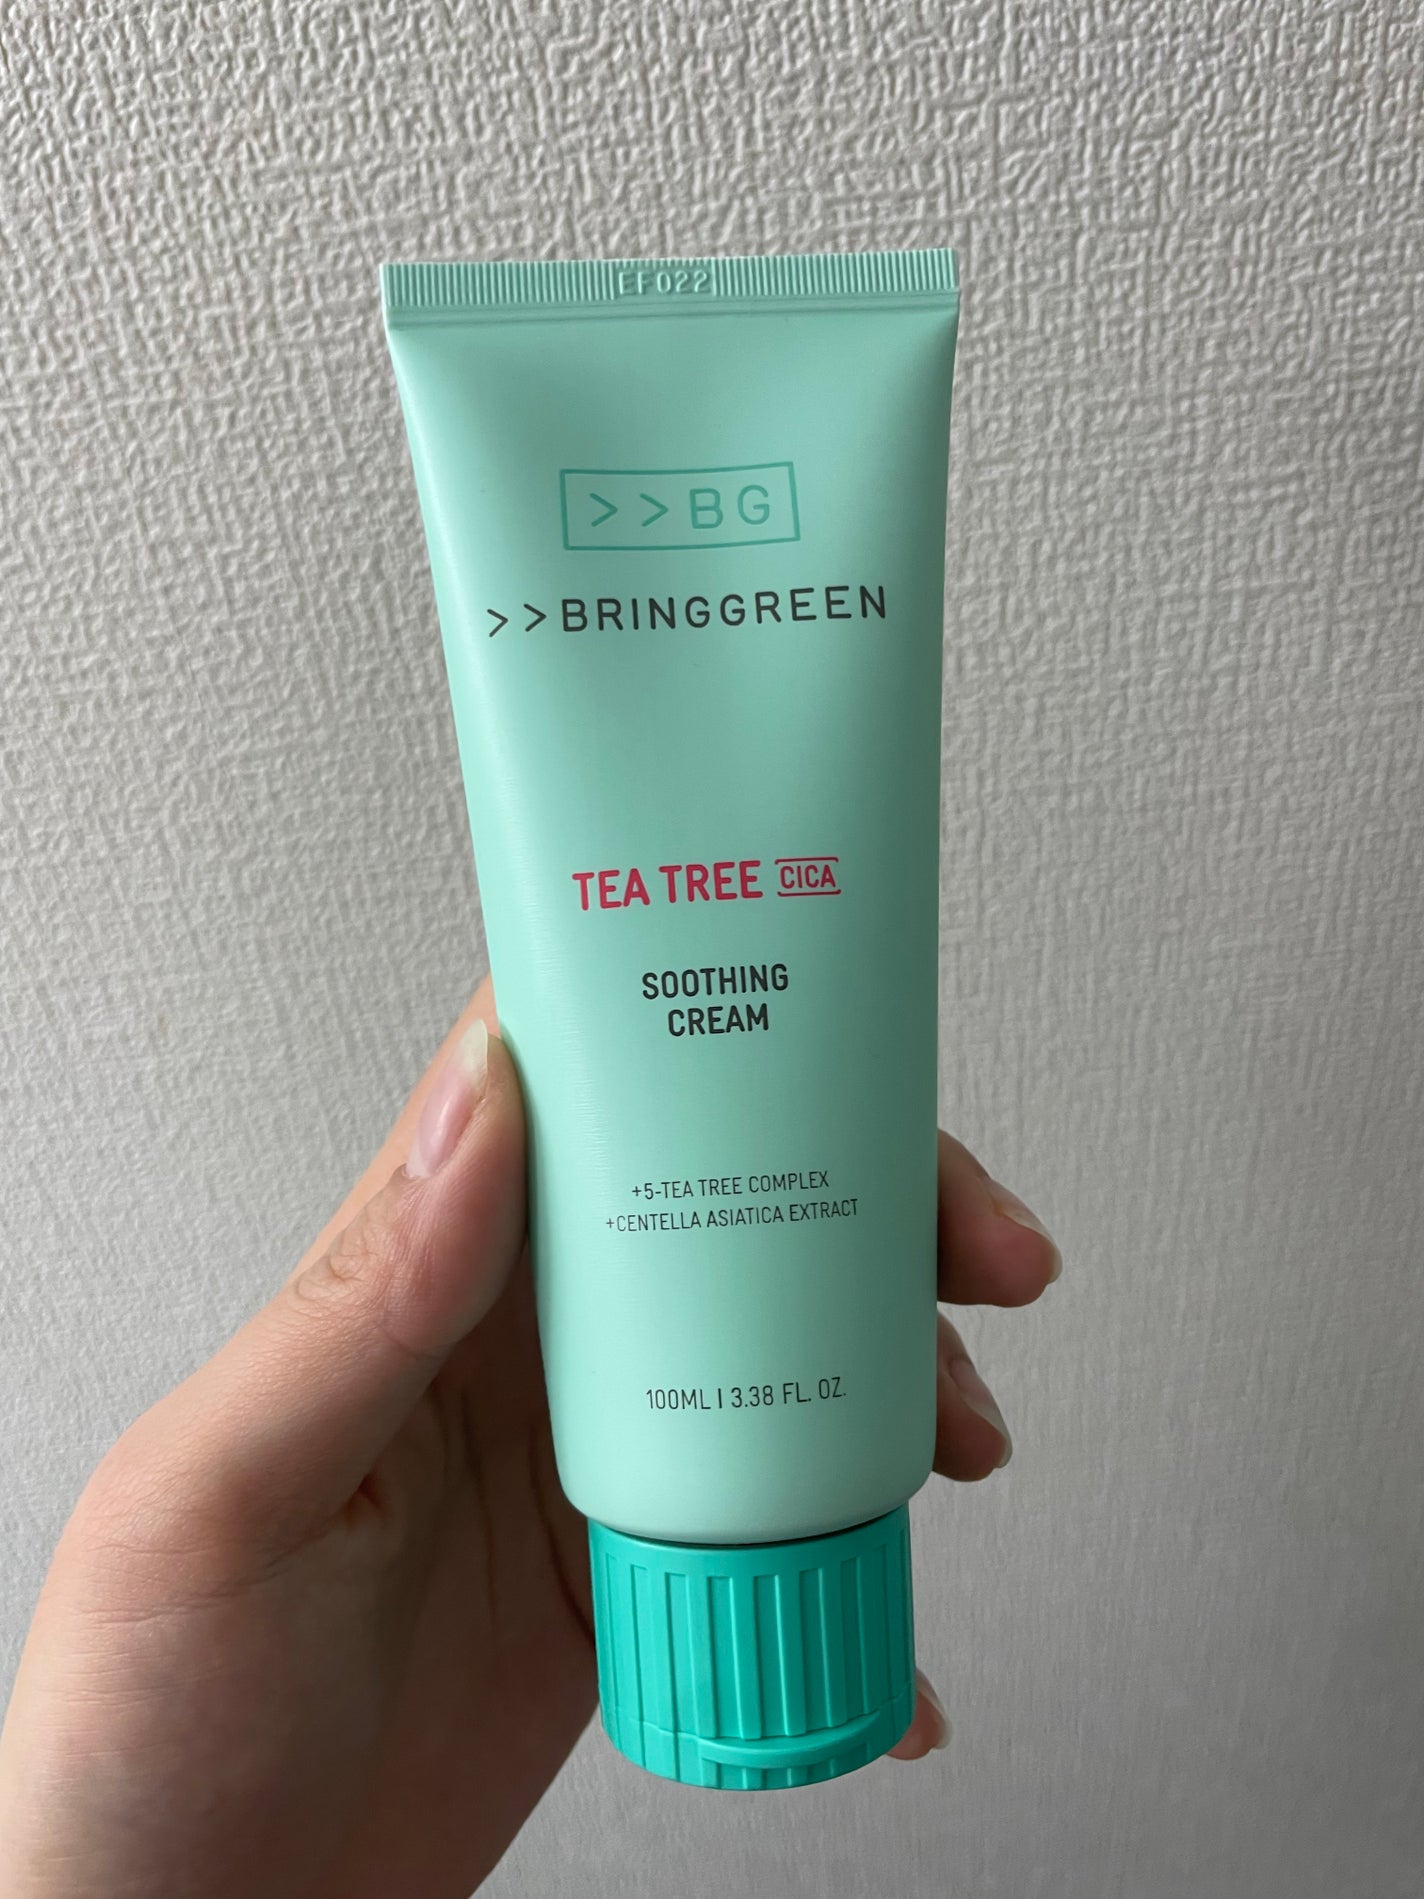 EF022
>>BG
>>BRINGGREEN
TEA TREE CICA
SOOTHING
CREAM
+5-TEA TREE COMPLEX
+CENTELLA ASIATICA EXTRACT
100ML | 3.38 FL. OZ.